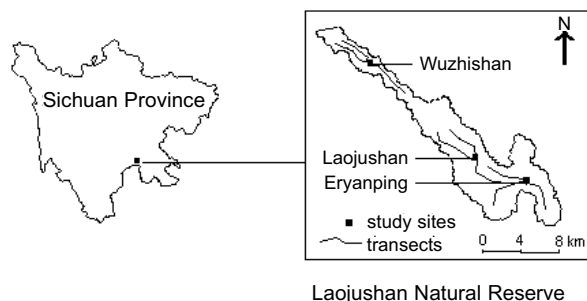 Sichuan Province
N
Wuzhishan
Laojushan
Eryanping
study sites
transects
0 4 8 km
Laojushan Natural Reserve